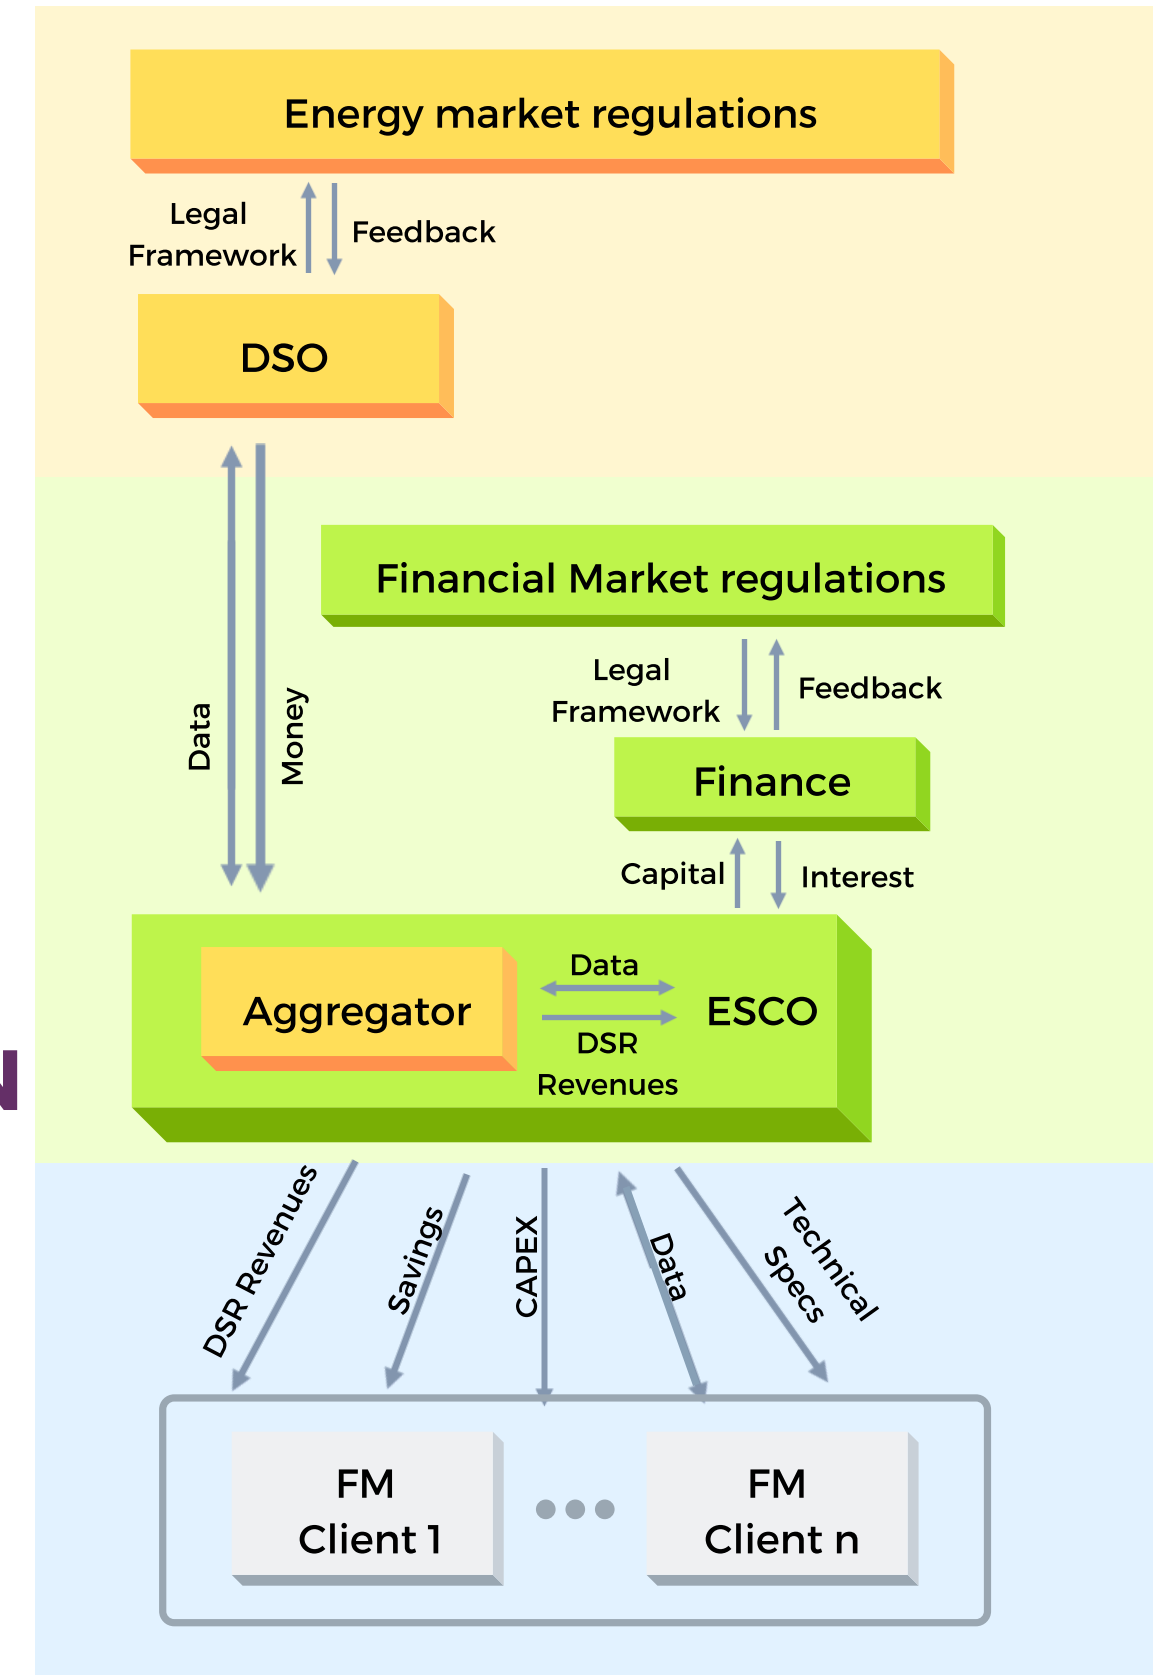 Energy market regulations
Legal
Framework
Feedback
DSO
Data
Money
Financial Market regulations
Legal
Framework
Feedback
Finance
Capital
Interest
Aggregator
Data
DSR
Revenues
ESCO
DSR Revenues
Savings
CAPEX
Data
Technical
Specs
FM
Client 1
FM
Client n